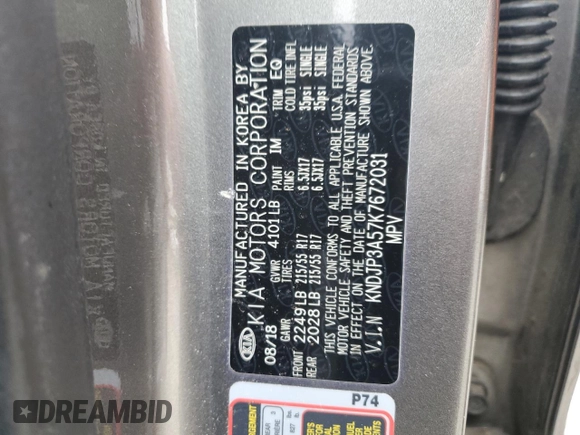 KIA
MANUFACTURED IN KOREA BY
KIA MOTORS CORPORATION
08/18 GVWR 4101LB PAINT IM TRIM EQ
GAWR TIRES RIMS COLD TIRE INFL
FRONT 2249LB 215/55 R17 6.5JX17 35psi SINGLE
REAR 2028LB 215/55 R17 6.5JX17 35psi SINGLE
THIS VEHICLE CONFORMS TO ALL APPLICABLE U.S.A. FEDERAL
MOTOR VEHICLE SAFETY AND THEFT PREVENTION STANDARDS
IN EFFECT ON THE DATE OF MANUFACTURE SHOWN ABOVE.
V.I.N KNDJP3A57K7672031
MPV
P74
DREAMBID